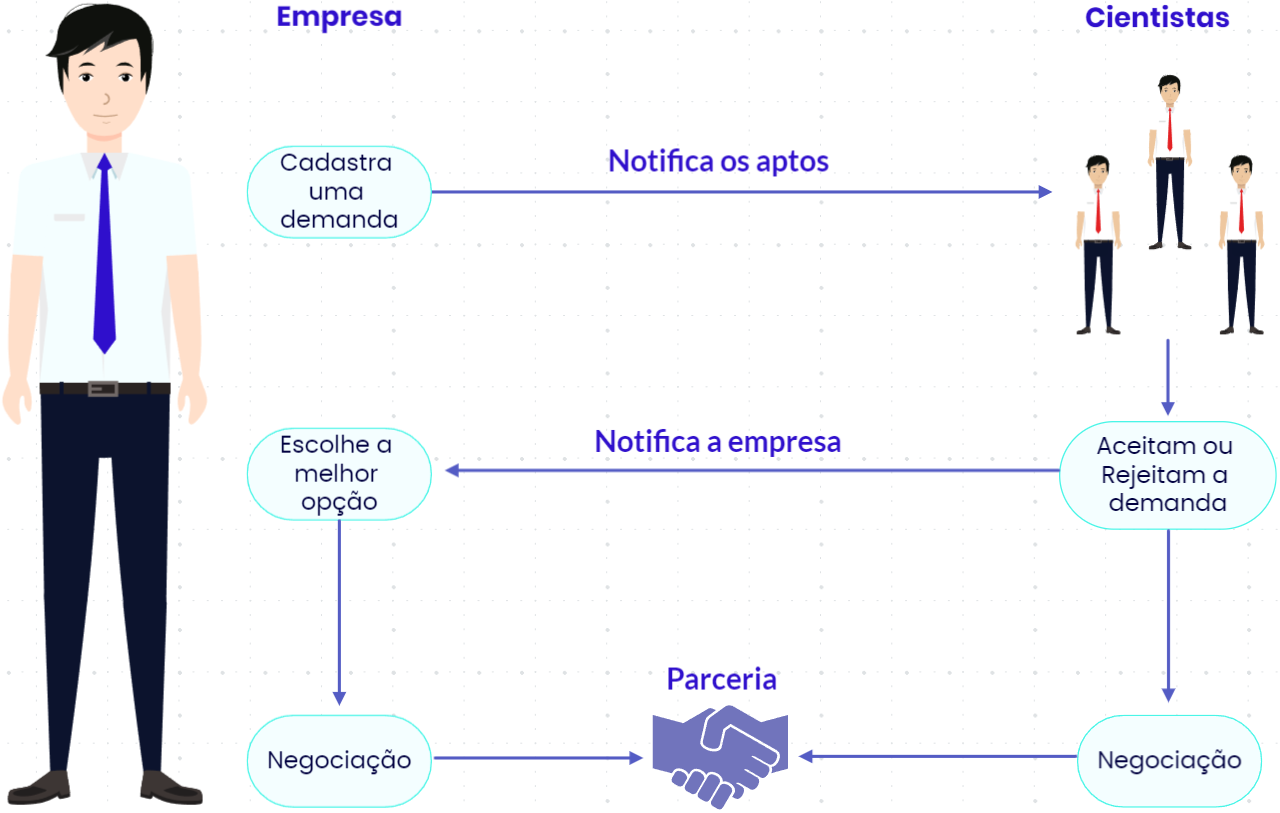 Empresa
Cientistas
Cadastra
uma
demanda
Notifica os aptos
Escolhe a
melhor
opção
Notifica a empresa
Aceitam ou
Rejeitam a
demanda
Parceria
Negociação
Negociação